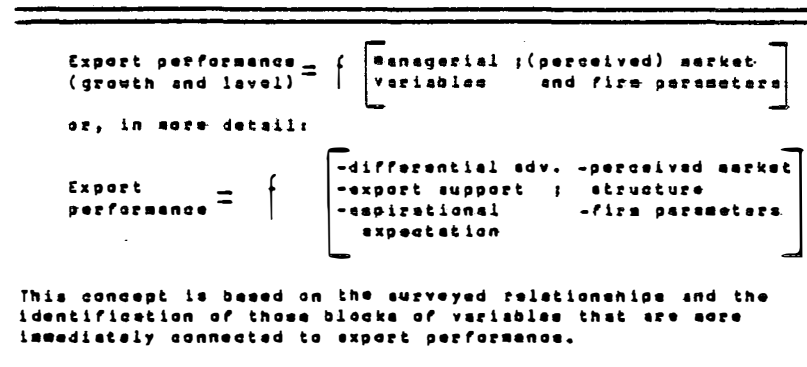 Export performance = f [managerial ;(perceived) market
(growth and level) variables and firm parameters]
or, in more detail:
-differential adv. -perceived market
Export -export support ; structure
performance = f [-aspirational -firm parameters]
expectation
This concept is based on the surveyed relationships and the
identification of those blocks of variables that are more
immediately connected to export performance.